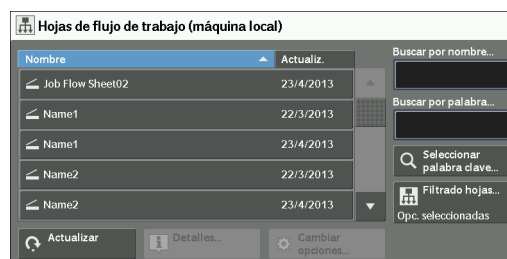 Hojas de flujo de trabajo (máquina local)
Nombre Actualiz.
Job Flow Sheet02 23/4/2013
Name1 22/3/2013
Name1 23/4/2013
Name2 22/3/2013
Name2 23/4/2013
Buscar por nombre...
Buscar por palabra...
Seleccionar
palabra clave...
Filtrado hojas...
Opc. seleccionadas
Actualizar
Detalles...
Cambiar
opciones...